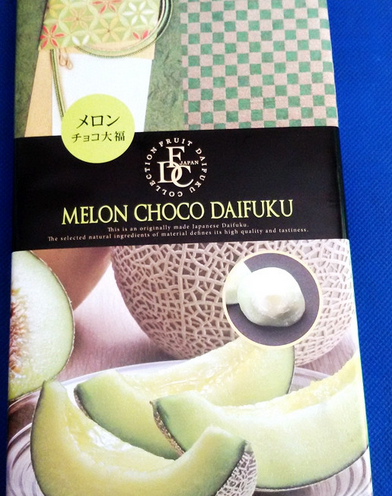 メロン
チョコ大福
FRUIT DAIFUKU COLLECTION
FDC
JAPAN
MELON CHOCO DAIFUKU
This is an originally made Japanese Daifuku.
The selected natural ingredients of material defines its high quality and tastiness.